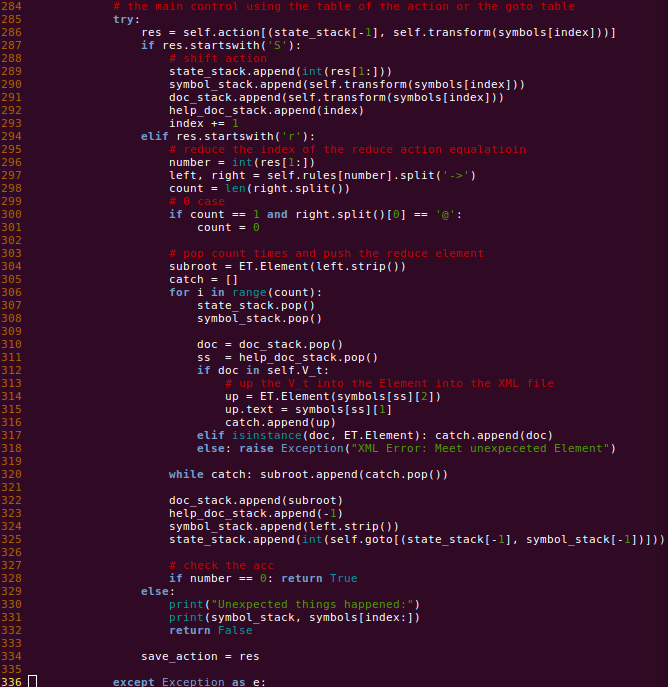 284             # the main control using the table of the action or the goto table
285             try:
286                 res = self.action[(state_stack[-1], self.transform(symbols[index]))]
287                 if res.startswith('S'):
288                     # shift action
289                     state_stack.append(int(res[1:]))
290                     symbol_stack.append(self.transform(symbols[index]))
291                     doc_stack.append(self.transform(symbols[index]))
292                     help_doc_stack.append(index)
293                     index += 1
294                 elif res.startswith('r'):
295                     # reduce the index of the reduce action equalatioin
296                     number = int(res[1:])
297                     left, right = self.rules[number].split('->')
298                     count = len(right.split())
299                     # 0 case
300                     if count == 1 and right.split()[0] == '@':
301                         count = 0
302
303                     # pop count times and push the reduce element
304                     subroot = ET.Element(left.strip())
305                     catch = []
306                     for i in range(count):
307                         state_stack.pop()
308                         symbol_stack.pop()
309
310                         doc = doc_stack.pop()
311                         ss  = help_doc_stack.pop()
312                         if doc in self.V_t:
313                             # up the V_t into the Element into the XML file
314                             up = ET.Element(symbols[ss][2])
315                             up.text = symbols[ss][1]
316                             catch.append(up)
317                         elif isinstance(doc, ET.Element): catch.append(doc)
318                         else: raise Exception("XML Error: Meet unexpeceted Element")
319
320                     while catch: subroot.append(catch.pop())
321
322                     doc_stack.append(subroot)
323                     help_doc_stack.append(-1)
324                     symbol_stack.append(left.strip())
325                     state_stack.append(int(self.goto[(state_stack[-1], symbol_stack[-1])]))
326
327                     # check the acc
328                     if number == 0: return True
329                 else:
330                     print("Unexpected things happened:")
331                     print(symbol_stack, symbols[index:])
332                     return False
333
334                 save_action = res
335
336             except Exception as e: